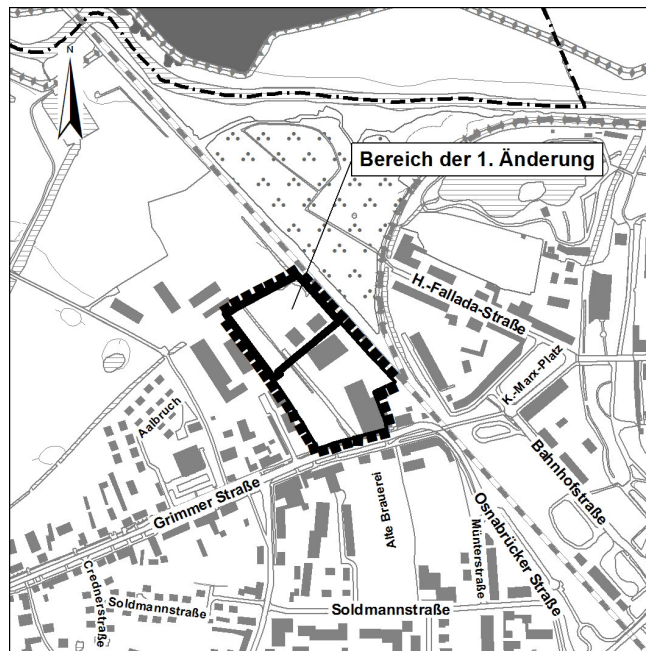 N
Bereich der 1. Änderung
H.-Fallada-Straße
K.-Marx-Platz
Bahnhofstraße
Aalbruch
Grimmer Straße
Alte Brauerei
Osnabrücker Straße
Münterstraße
Crednerstraße
Soldmannstraße
Soldmannstraße